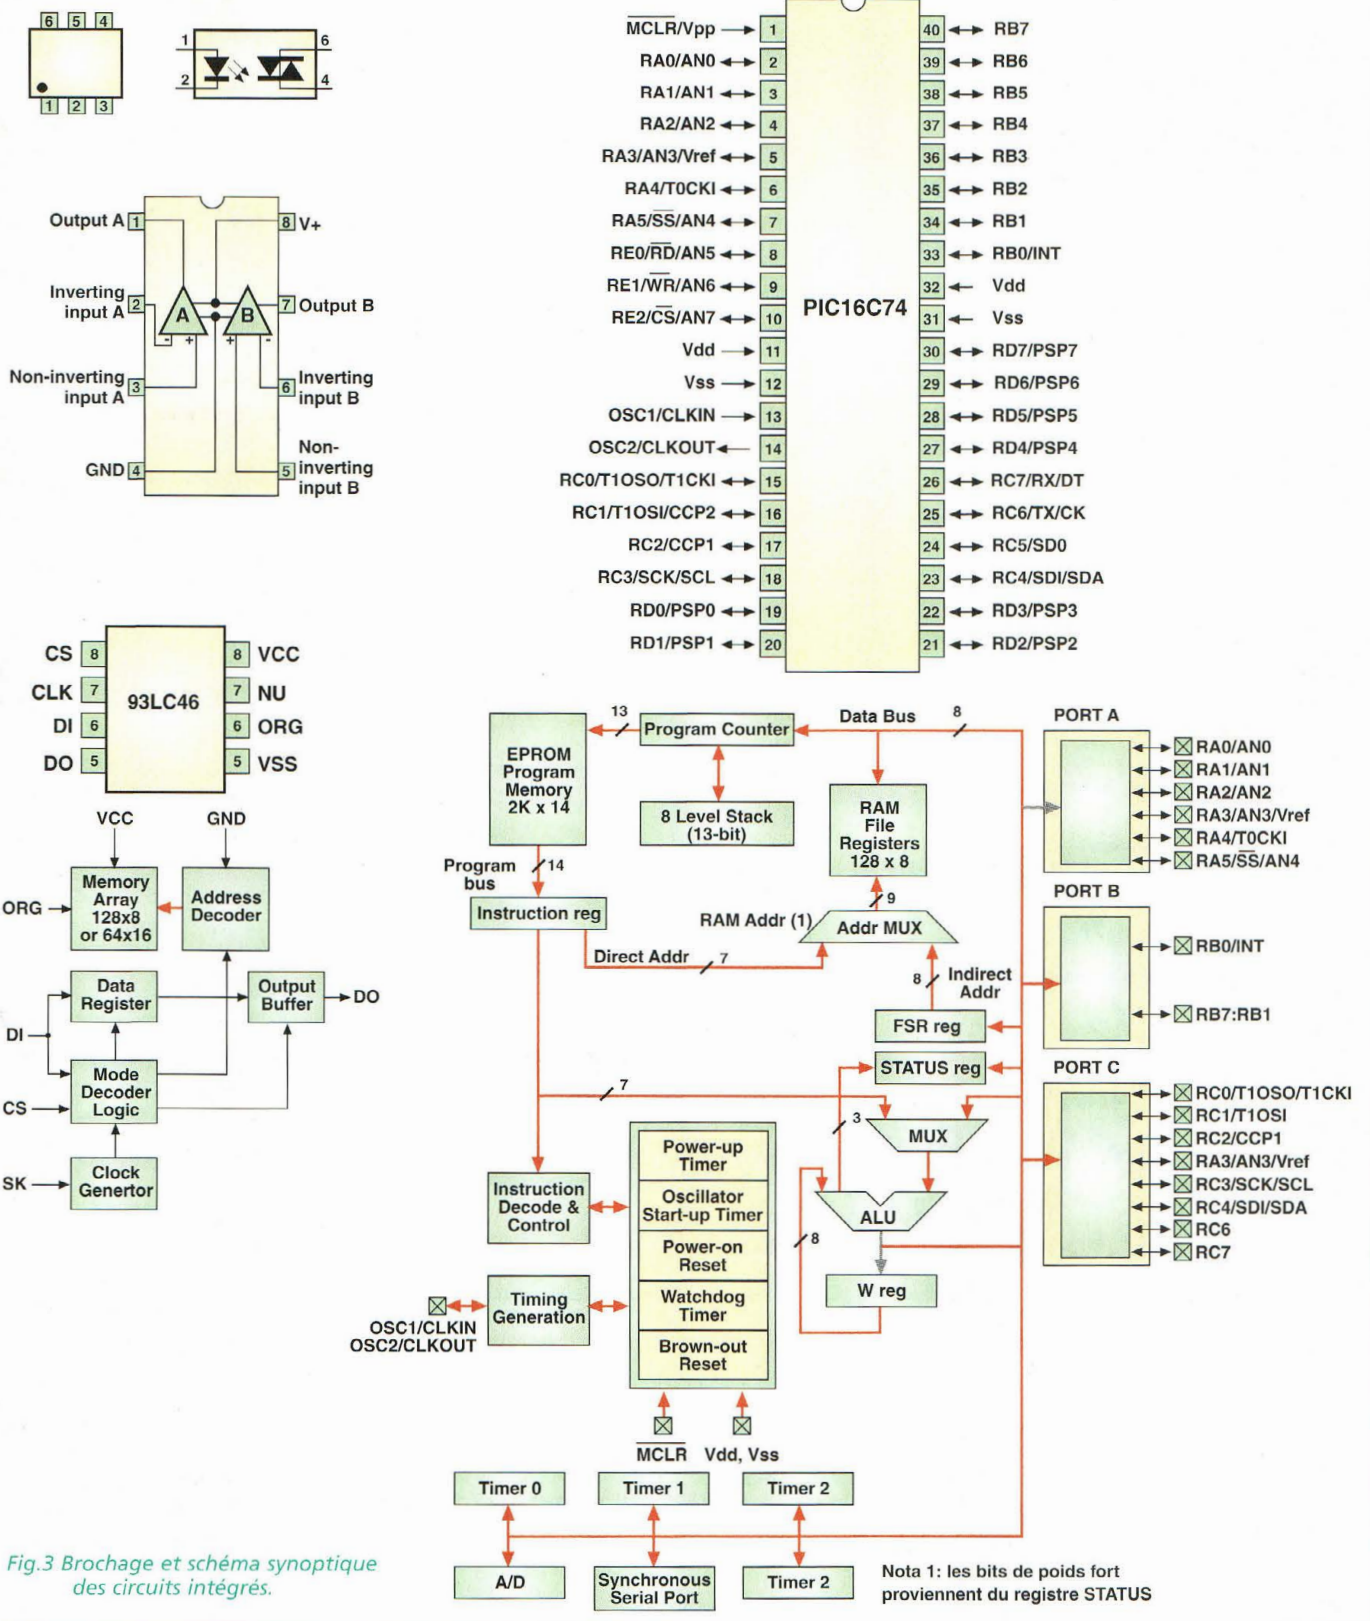 6 5 4
1 2 3
1 6
2 4
Output A 1 8 V+
Inverting
input A 2 7 Output B
A B
- + + -
Non-inverting
input A 3 6 Inverting
input B
GND 4 5 Non-
inverting
input B
MCLR/Vpp 1 40 RB7
RA0/AN0 2 39 RB6
RA1/AN1 3 38 RB5
RA2/AN2 4 37 RB4
RA3/AN3/Vref 5 36 RB3
RA4/T0CKI 6 35 RB2
RA5/SS/AN4 7 34 RB1
RE0/RD/AN5 8 33 RB0/INT
RE1/WR/AN6 9 32 Vdd
PIC16C74
RE2/CS/AN7 10 31 Vss
Vdd 11 30 RD7/PSP7
Vss 12 29 RD6/PSP6
OSC1/CLKIN 13 28 RD5/PSP5
OSC2/CLKOUT 14 27 RD4/PSP4
RC0/T1OSO/T1CKI 15 26 RC7/RX/DT
RC1/T1OSI/CCP2 16 25 RC6/TX/CK
RC2/CCP1 17 24 RC5/SD0
RC3/SCK/SCL 18 23 RC4/SDI/SDA
RD0/PSP0 19 22 RD3/PSP3
RD1/PSP1 20 21 RD2/PSP2
CS 8 8 VCC
CLK 7 7 NU
93LC46
DI 6 6 ORG
DO 5 5 VSS
VCC GND
ORG
Memory
Array
128x8
or 64x16
Address
Decoder
Data
Register
Output
Buffer
DO
DI
Mode
Decoder
Logic
CS
SK
Clock
Genertor
EPROM
Program
Memory
2K x 14
13
Program Counter
Data Bus 8
8 Level Stack
(13-bit)
RAM
File
Registers
128 x 8
Program
bus
14
Instruction reg
9
RAM Addr (1)
Addr MUX
Direct Addr 7
8
Indirect
Addr
FSR reg
STATUS reg
7
3
MUX
ALU
8
W reg
Instruction
Decode &
Control
Timing
Generation
OSC1/CLKIN
OSC2/CLKOUT
Power-up
Timer
Oscillator
Start-up Timer
Power-on
Reset
Watchdog
Timer
Brown-out
Reset
MCLR Vdd, Vss
Timer 0 Timer 1 Timer 2
A/D
Synchronous
Serial Port
Timer 2
PORT A
RA0/AN0
RA1/AN1
RA2/AN2
RA3/AN3/Vref
RA4/T0CKI
RA5/SS/AN4
PORT B
RB0/INT
RB7:RB1
PORT C
RC0/T1OSO/T1CKI
RC1/T1OSI
RC2/CCP1
RA3/AN3/Vref
RC3/SCK/SCL
RC4/SDI/SDA
RC6
RC7
Nota 1: les bits de poids fort
proviennent du registre STATUS
Fig.3 Brochage et schéma synoptique
des circuits intégrés.